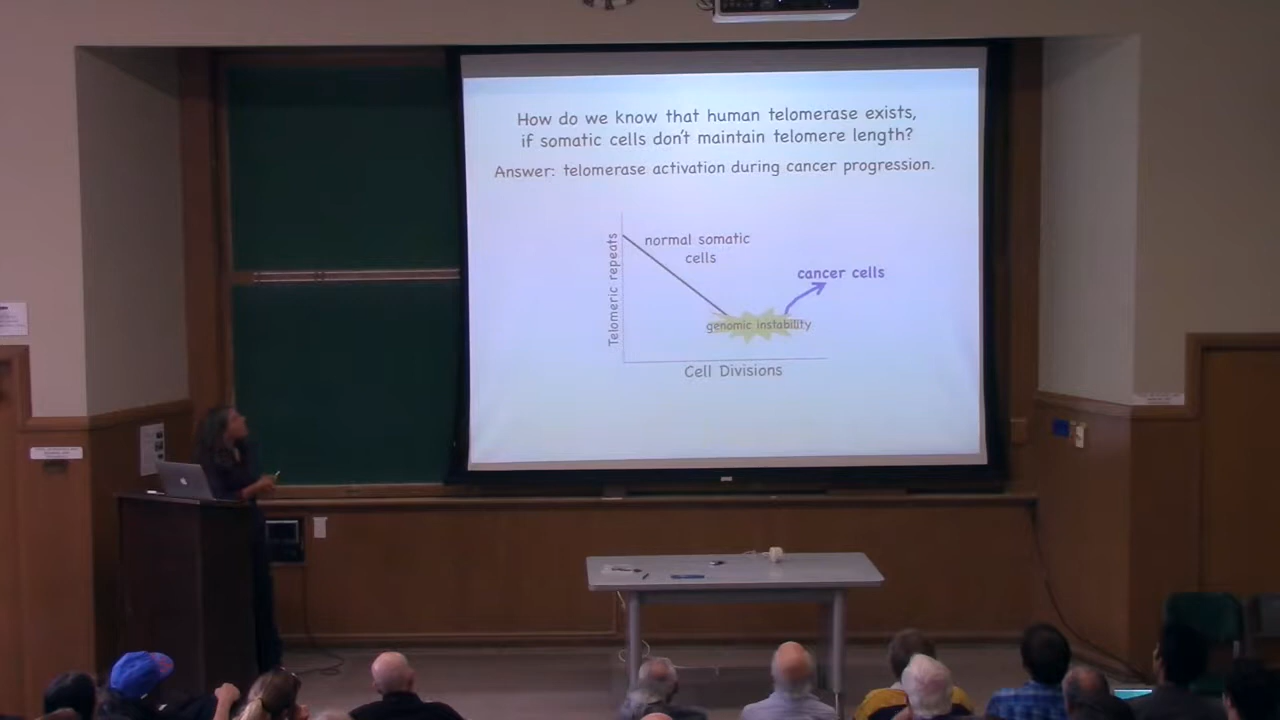 How do we know that human telomerase exists,
if somatic cells don't maintain telomere length?
Answer: telomerase activation during cancer progression.
Telomeric repeats
normal somatic
cells
cancer cells
genomic instability
Cell Divisions